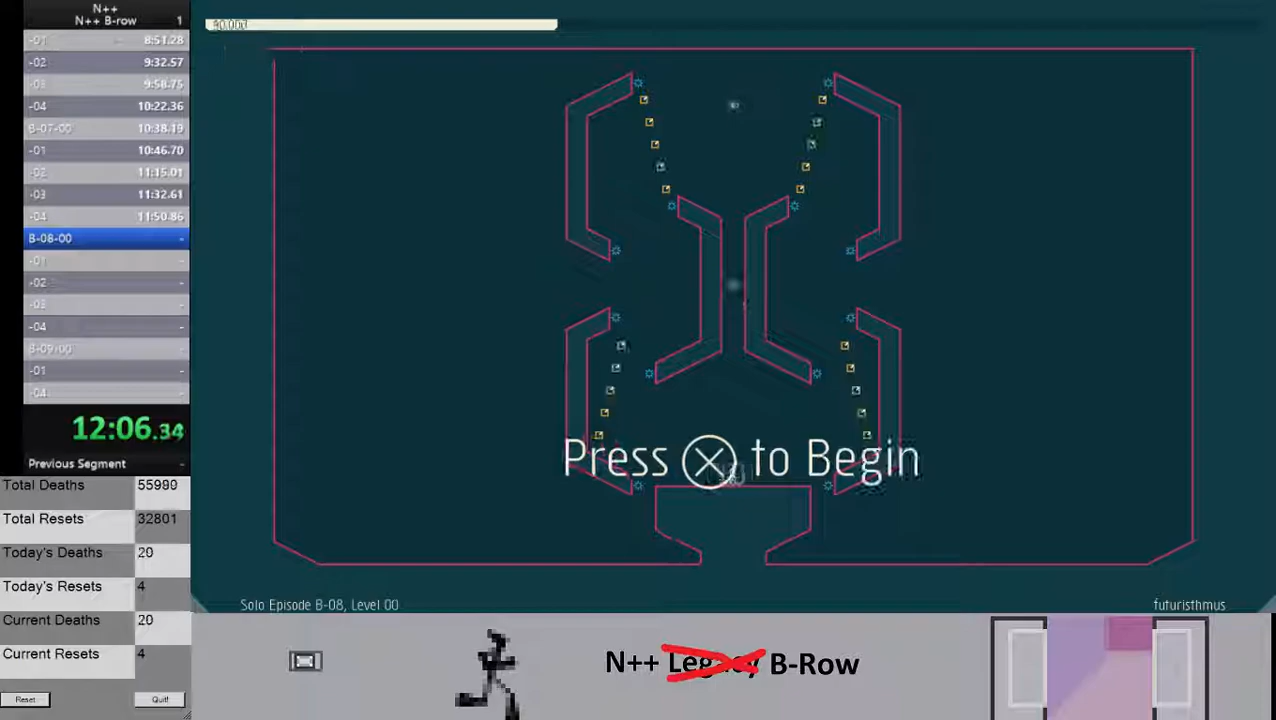 N++
N++ B-row 1
-01 8:51.28
-02 9:32.57
-03 9:58.75
-04 10:22.36
B-07-00 10:38.19
-01 10:46.70
-02 11:15.01
-03 11:32.61
-04 11:50.86
B-08-00 -
-01 -
-02 -
-03 -
-04 -
B-09-00 -
-01 -
-04 -
12:06.34
Previous Segment -
Total Deaths 55990
Total Resets 32801
Today's Deaths 20
Today's Resets 4
Current Deaths 20
Current Resets 4
Reset Quit!
90.000
Press X to Begin
Solo Episode B-08, Level 00
futuristhmus
N++ Legacy B-Row